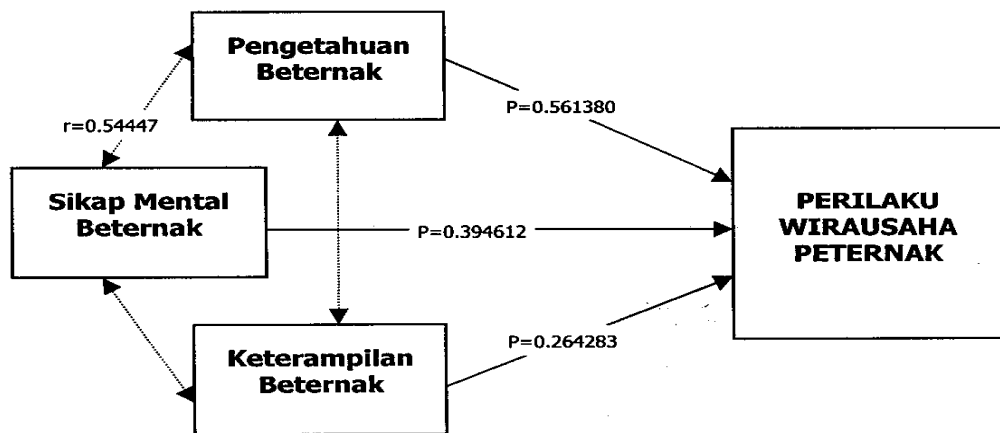 Pengetahuan
Beternak
P=0.561380
r=0.54447
Sikap Mental
Beternak
P=0.394612
PERILAKU
WIRAUSAHA
PETERNAK
Keterampilan
Beternak
P=0.264283